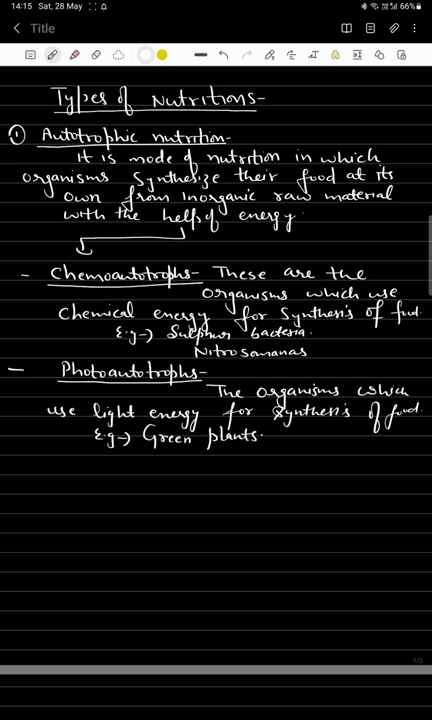 14:15 Sat, 28 May
66%
Title
Types of Nutritions-
① Autotrophic nutrition-
It is mode of nutrition in which
organisms Synthesize their food at its
own from inorganic raw material
with the help of energy.
- Chemoautotrophs- These are the
organisms which use
Chemical energy for Synthesis of food.
E.g→ Sulphur bacteria.
Nitrosomanas
- Photoautotrophs-
The organisms which
use light energy for synthesis of food.
E.g→ Green plants.
1/2